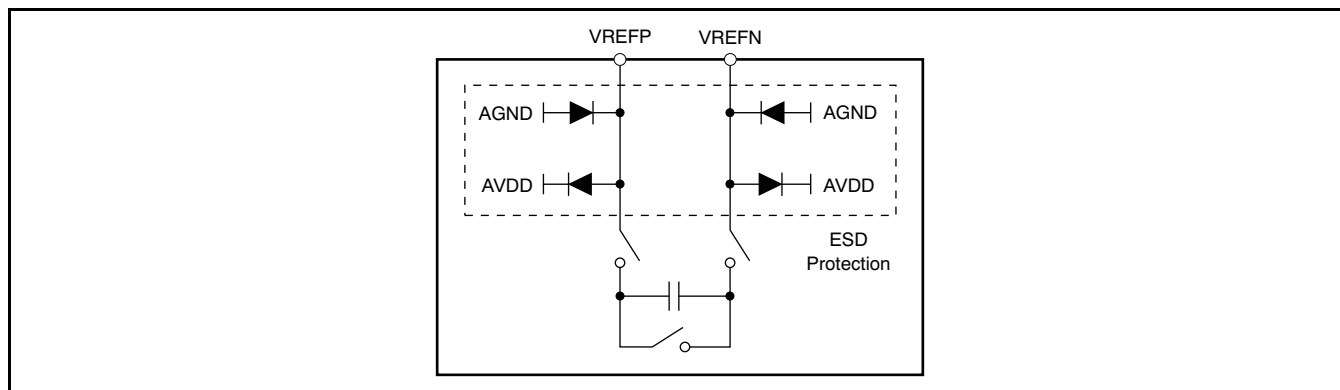 VREFP VREFN
AGND AGND
AVDD AVDD
ESD
Protection